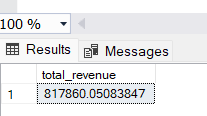 100 %
Results Messages
total_revenue
1 817860.05083847